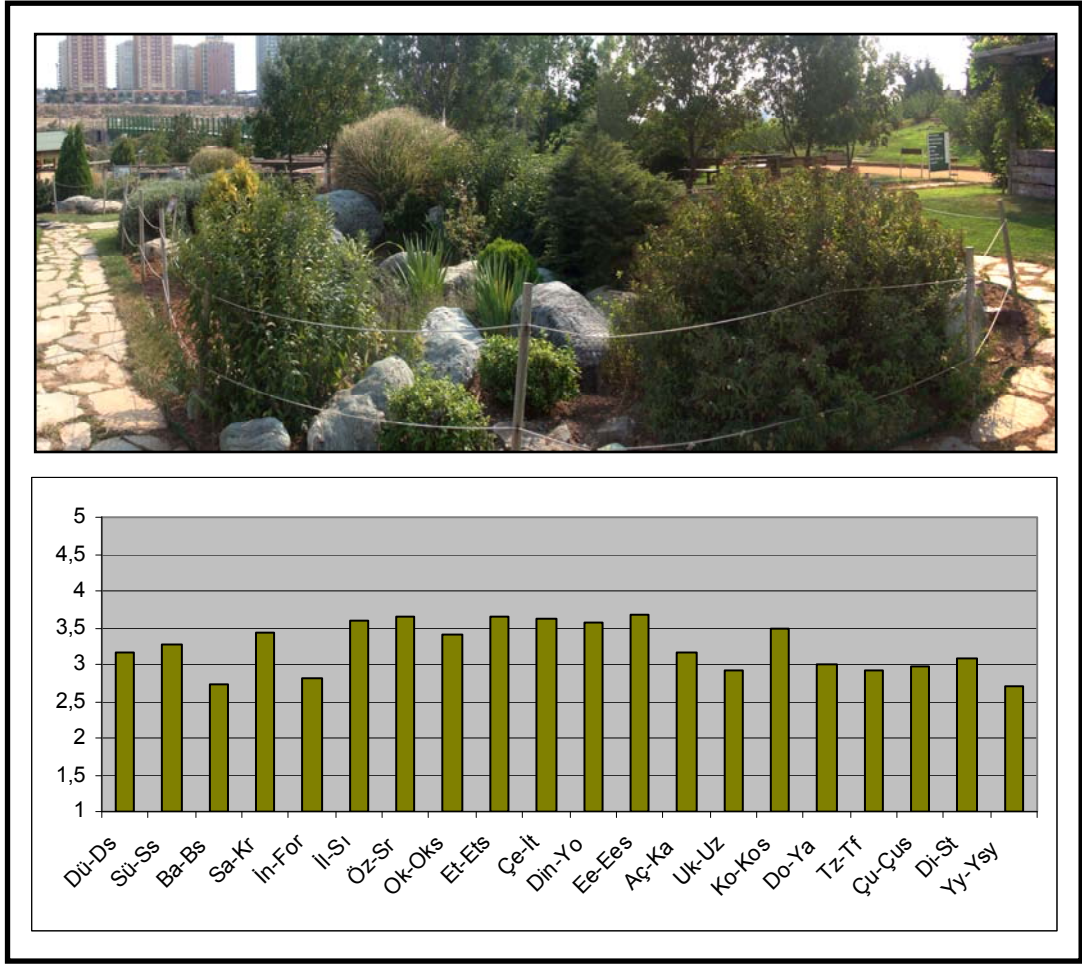 5
4,5
4
3,5
3
2,5
2
1,5
1
Dü-Ds
Sü-Ss
Ba-Bs
Sa-Kr
İn-For
İl-Sı
Öz-Sr
Ok-Oks
Et-Ets
Çe-İt
Din-Yo
Ee-Ees
Aç-Ka
Uk-Uz
Ko-Kos
Do-Ya
Tz-Tf
Çu-Çus
Di-St
Yy-Ysy